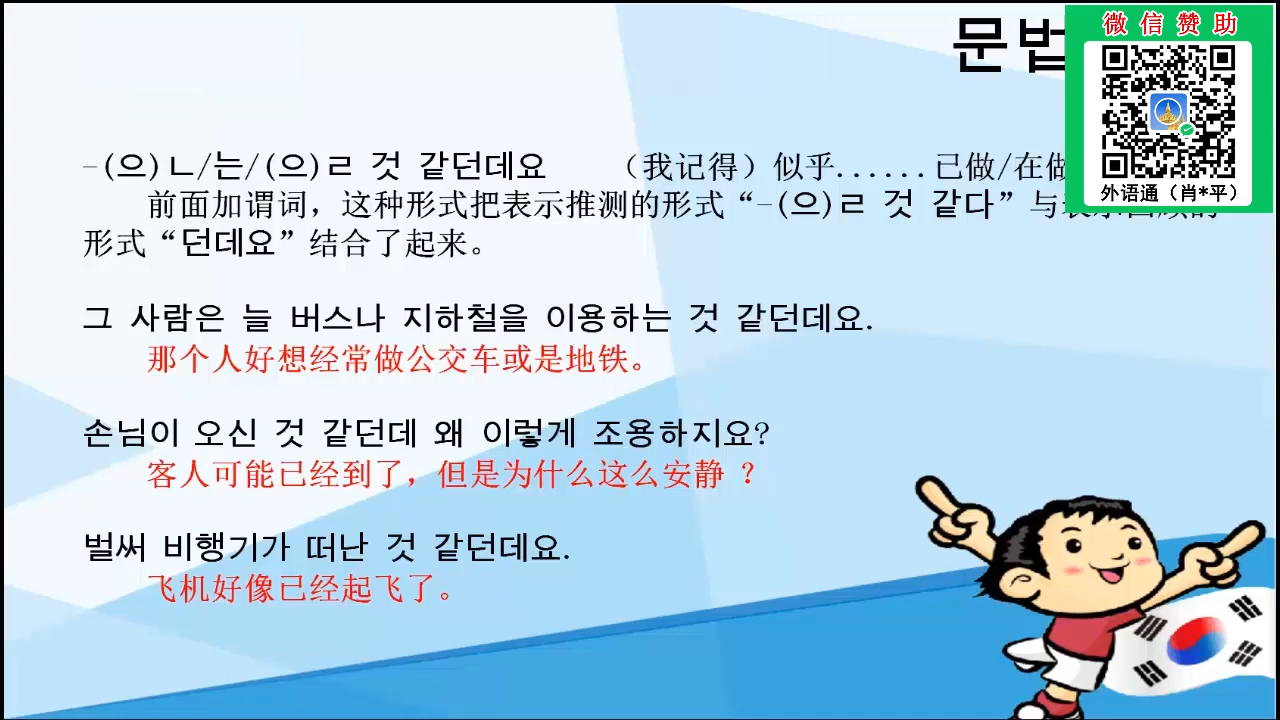 문법
微信赞助
外语通（肖*平）
-(으)ㄴ/는/(으)ㄹ 것 같던데요 （我记得）似乎......已做/在做
前面加谓词，这种形式把表示推测的形式“-(으)ㄹ 것 같다”与
形式“던데요”结合了起来。
그 사람은 늘 버스나 지하철을 이용하는 것 같던데요.
那个人好想经常做公交车或是地铁。
손님이 오신 것 같던데 왜 이렇게 조용하지요?
客人可能已经到了，但是为什么这么安静 ？
벌써 비행기가 떠난 것 같던데요.
飞机好像已经起飞了。